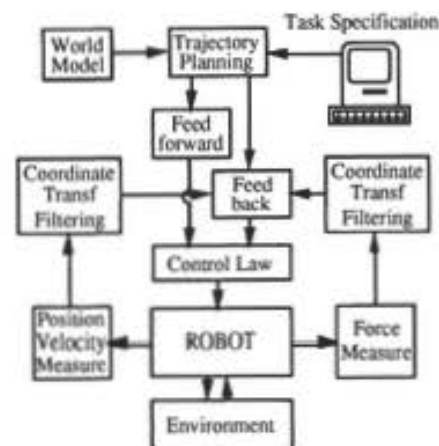 Task Specification
World
Model
Trajectory
Planning
Feed
forward
Coordinate
Transf
Filtering
Feed
back
Coordinate
Transf
Filtering
Control Law
Position
Velocity
Measure
ROBOT
Force
Measure
Environment